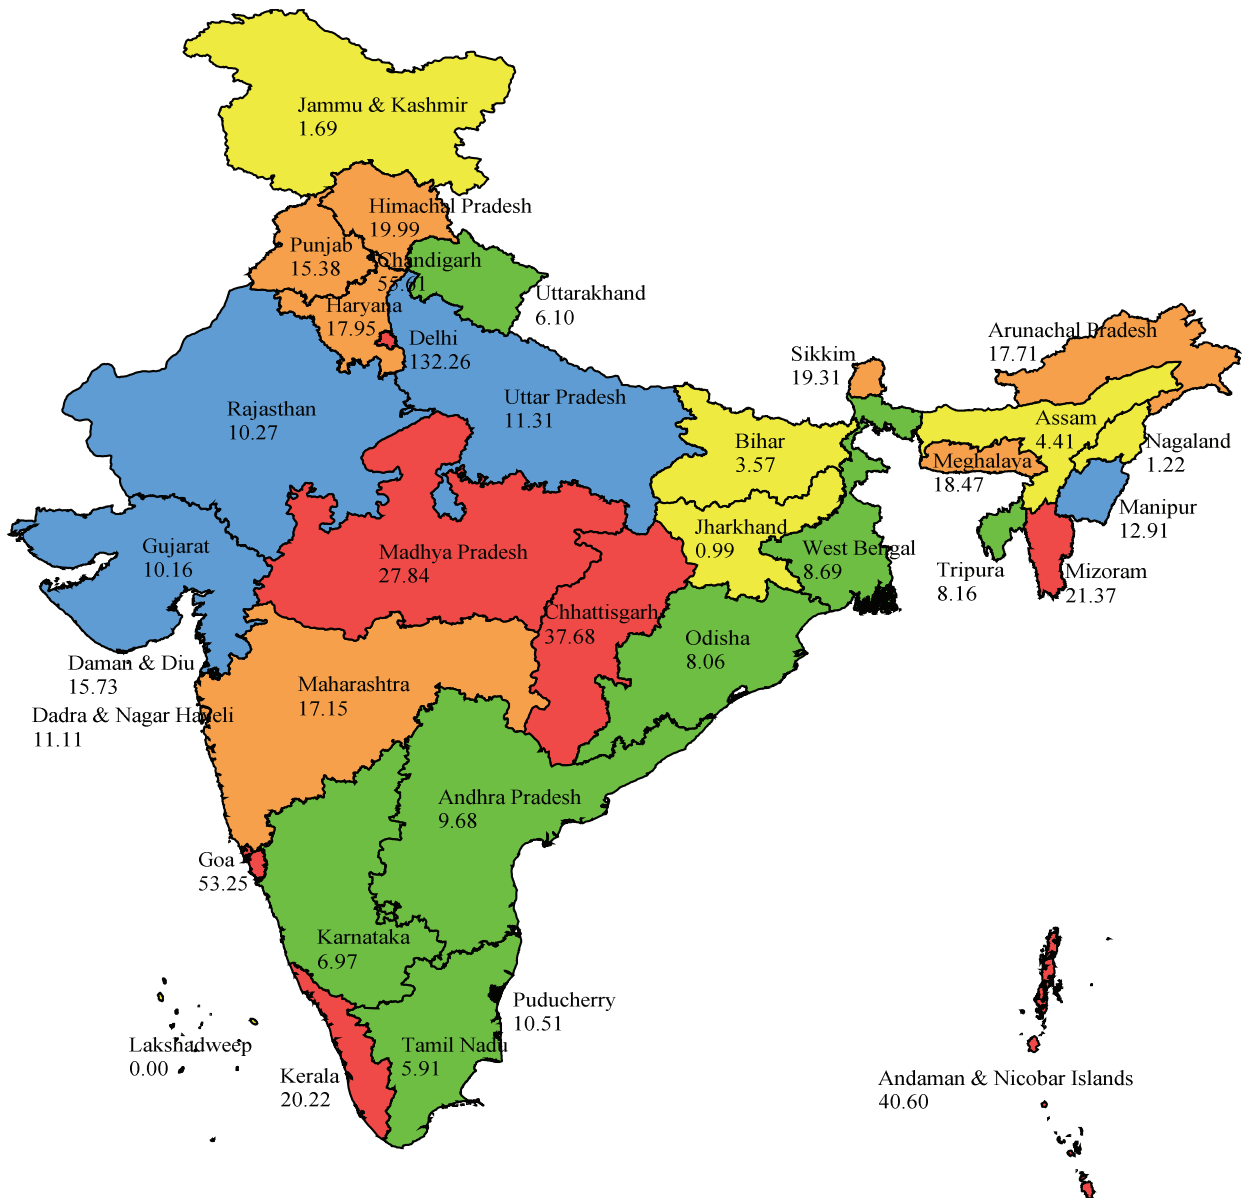 Jammu & Kashmir
1.69
Himachal Pradesh
19.99
Punjab
15.38
Chandigarh
55.61
Uttarakhand
6.10
Haryana
17.95
Delhi
132.26
Arunachal Pradesh
17.71
Sikkim
19.31
Uttar Pradesh
11.31
Rajasthan
10.27
Assam
4.41
Bihar
3.57
Nagaland
1.22
Meghalaya
18.47
Manipur
12.91
Jharkhand
0.99
Gujarat
10.16
Madhya Pradesh
27.84
West Bengal
8.69
Tripura
8.16
Mizoram
21.37
Chhattisgarh
37.68
Odisha
8.06
Daman & Diu
15.73
Maharashtra
17.15
Dadra & Nagar Haveli
11.11
Andhra Pradesh
9.68
Goa
53.25
Karnataka
6.97
Puducherry
10.51
Lakshadweep
0.00
Tamil Nadu
5.91
Kerala
20.22
Andaman & Nicobar Islands
40.60